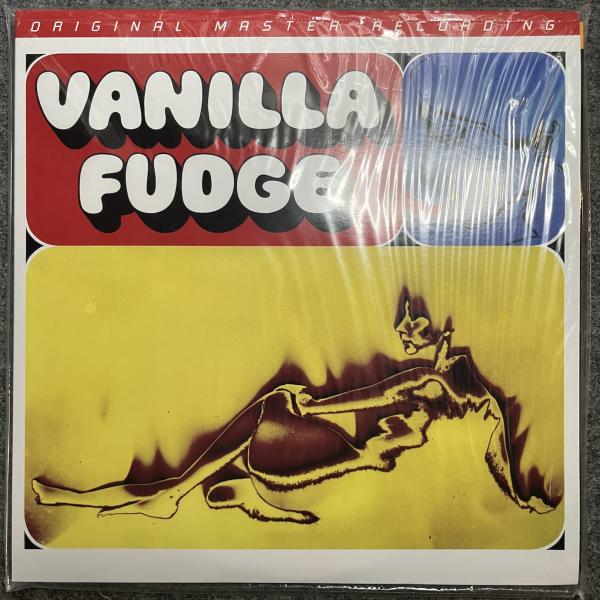 ORIGINAL MASTER RECORDING
VANILLA
FUDGE